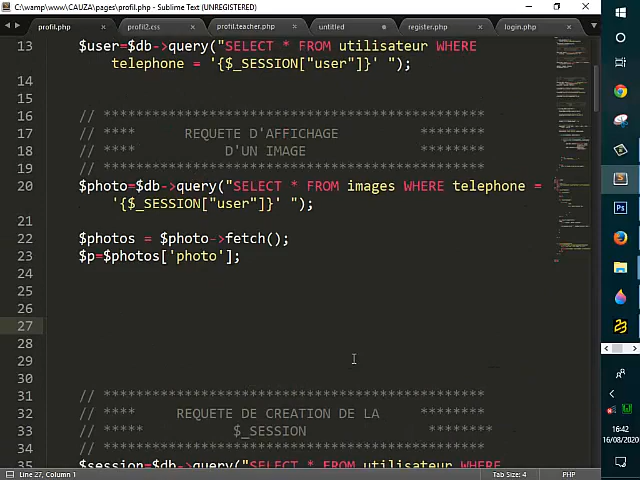 C:\wamp\www\CAUZA\pages\profil.php - Sublime Text (UNREGISTERED)
profil.php × profil2.css × profil.teacher.php × untitled register.php × login.php ×
13 $user=$db->query("SELECT * FROM utilisateur WHERE
telephone = '{$_SESSION["user"]}' ");
14
15
16 // **************************************************
17 // **** REQUETE D'AFFICHAGE ********
18 // **** D'UN IMAGE ********
19 // **************************************************
20 $photo=$db->query("SELECT * FROM images WHERE telephone =
'{$_SESSION["user"]}' ");
21
22 $photos = $photo->fetch();
23 $p=$photos['photo'];
24
25
26
27
28
29
30
31 // **************************************************
32 // **** REQUETE DE CREATION DE LA ********
33 // ***** $_SESSION ********
34 // **************************************************
35 $session=$db->query("SELECT * FROM utilisateur WHERE
Line 27, Column 1 Tab Size: 4 PHP
16:42
16/08/2020